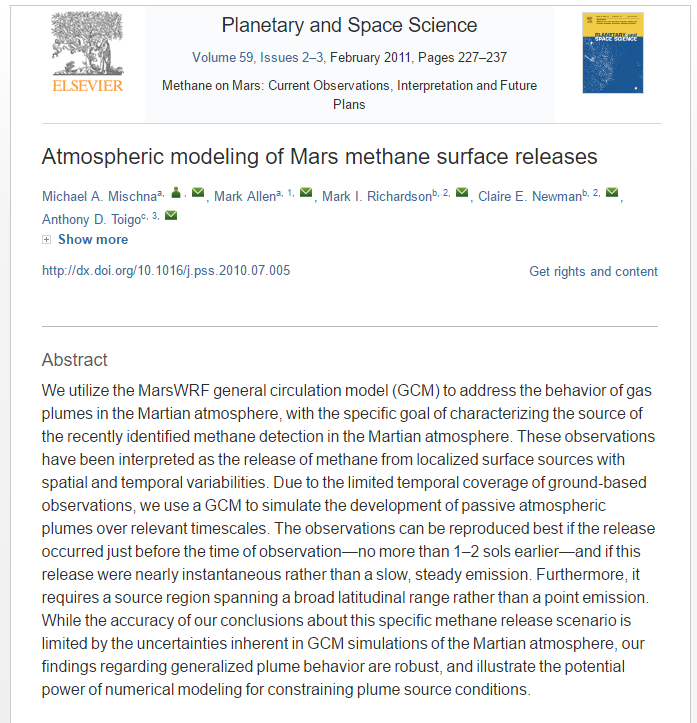 ELSEVIER
Planetary and Space Science
Volume 59, Issues 2–3, February 2011, Pages 227–237
Methane on Mars: Current Observations, Interpretation and Future
Plans
PLANETARY and
SPACE SCIENCE
Atmospheric modeling of Mars methane surface releases
Michael A. Mischna a, , Mark Allen a, 1, , Mark I. Richardson b, 2, , Claire E. Newman b, 2, ,
Anthony D. Toigo c, 3,
Show more
http://dx.doi.org/10.1016/j.pss.2010.07.005
Get rights and content
Abstract
We utilize the MarsWRF general circulation model (GCM) to address the behavior of gas
plumes in the Martian atmosphere, with the specific goal of characterizing the source of
the recently identified methane detection in the Martian atmosphere. These observations
have been interpreted as the release of methane from localized surface sources with
spatial and temporal variabilities. Due to the limited temporal coverage of ground-based
observations, we use a GCM to simulate the development of passive atmospheric
plumes over relevant timescales. The observations can be reproduced best if the release
occurred just before the time of observation—no more than 1–2 sols earlier—and if this
release were nearly instantaneous rather than a slow, steady emission. Furthermore, it
requires a source region spanning a broad latitudinal range rather than a point emission.
While the accuracy of our conclusions about this specific methane release scenario is
limited by the uncertainties inherent in GCM simulations of the Martian atmosphere, our
findings regarding generalized plume behavior are robust, and illustrate the potential
power of numerical modeling for constraining plume source conditions.